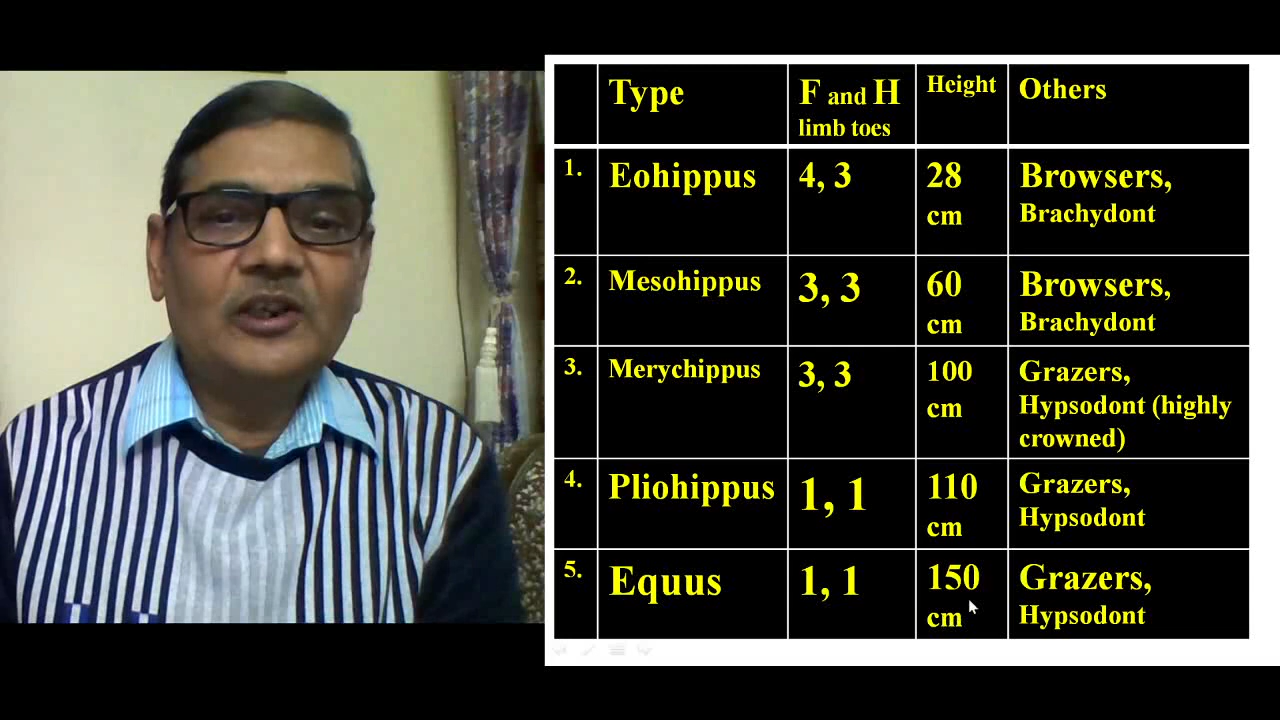 Type
F and H
limb toes
Height
Others
1.
Eohippus
4, 3
28
cm
Browsers,
Brachydont
2.
Mesohippus
3, 3
60
cm
Browsers,
Brachydont
3.
Merychippus
3, 3
100
cm
Grazers,
Hypsodont (highly
crowned)
4.
Pliohippus
1, 1
110
cm
Grazers,
Hypsodont
5.
Equus
1, 1
150
cm
Grazers,
Hypsodont